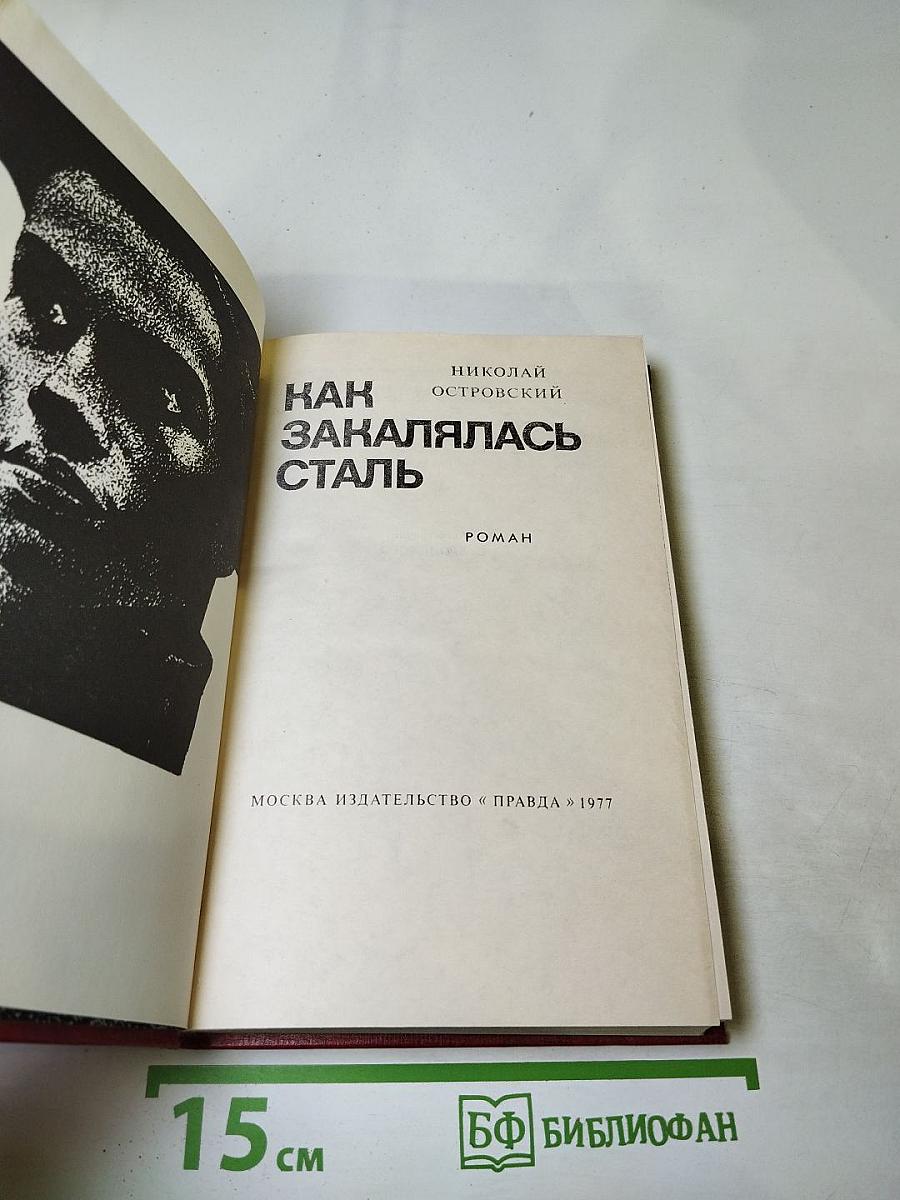 НИКОЛАЙ
ОСТРОВСКИЙ
КАК
ЗАКАЛЯЛАСЬ
СТАЛЬ
РОМАН
МОСКВА ИЗДАТЕЛЬСТВО « ПРАВДА » 1977
15 см
БФ БИБЛИОФАН